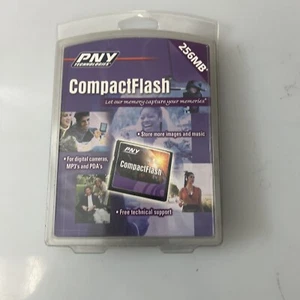 PNY
TECHNOLOGIES
256MB
CompactFlash
Let our memory capture your memories
• Store more images and music
• For digital cameras,
MP3's and PDA's
PNY
CompactFlash
• Free technical support